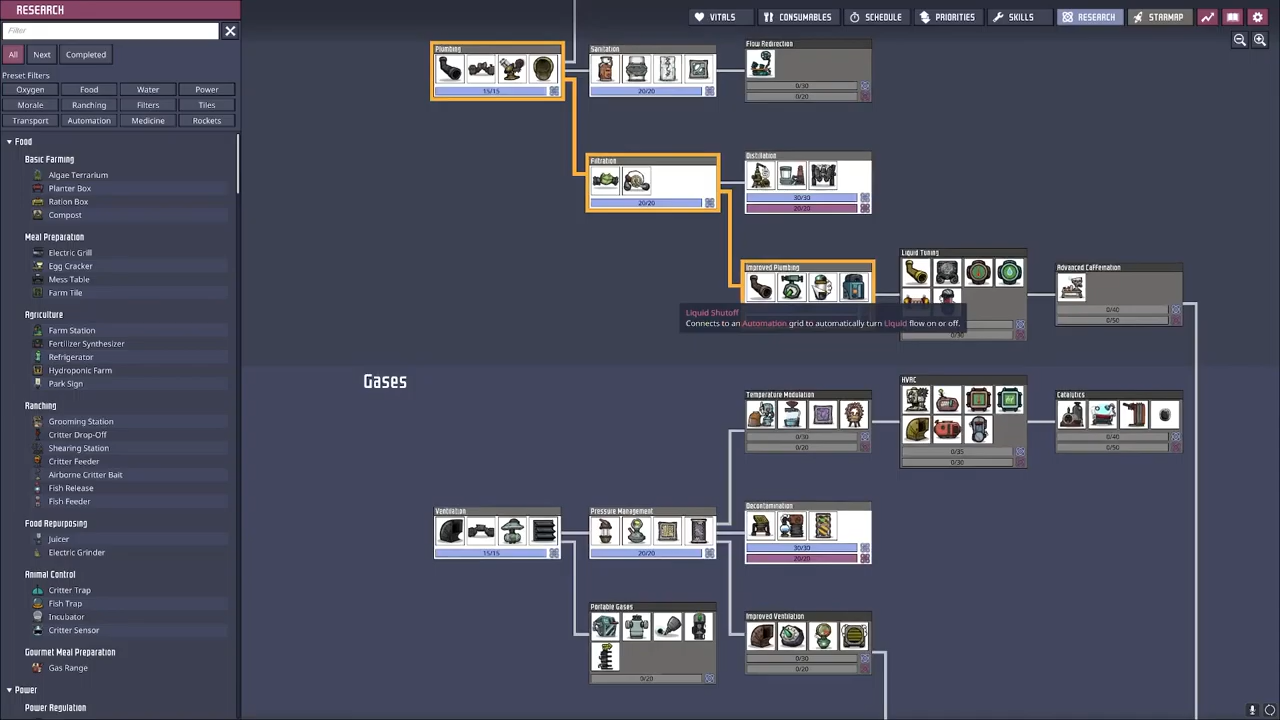 RESEARCH
VITALS
CONSUMABLES
SCHEDULE
PRIORITIES
SKILLS
RESEARCH
STARMAP
Filter
All
Next
Completed
Preset Filters
Oxygen
Food
Water
Power
Morale
Ranching
Filters
Tiles
Transport
Automation
Medicine
Rockets
Food
Basic Farming
Algae Terrarium
Planter Box
Ration Box
Compost
Meal Preparation
Electric Grill
Egg Cracker
Mess Table
Farm Tile
Agriculture
Farm Station
Fertilizer Synthesizer
Refrigerator
Hydroponic Farm
Park Sign
Ranching
Grooming Station
Critter Drop-Off
Shearing Station
Critter Feeder
Airborne Critter Bait
Fish Release
Fish Feeder
Food Repurposing
Juicer
Electric Grinder
Animal Control
Critter Trap
Fish Trap
Incubator
Critter Sensor
Gourmet Meal Preparation
Gas Range
Power
Power Regulation
Plumbing
15/15
Sanitation
20/20
Flow Redirection
0/30
0/20
Filtration
20/20
Distillation
30/30
20/20
Improved Plumbing
Liquid Tuning
Advanced Caffeination
0/40
0/50
Liquid Shutoff
Connects to an Automation grid to automatically turn Liquid flow on or off.
0/30
Gases
Temperature Modulation
0/30
0/20
HVAC
0/35
0/30
Catalytics
0/40
0/50
Ventilation
15/15
Pressure Management
20/20
Decontamination
30/30
20/20
Portable Gases
0/20
Improved Ventilation
0/30
0/20